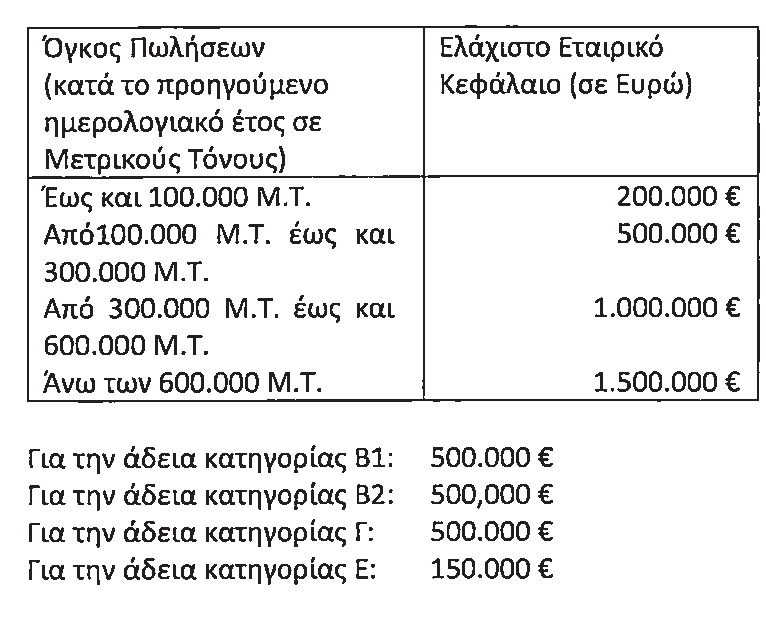 Όγκος Πωλήσεων
(κατά το προηγούμενο
ημερολογιακό έτος σε
Μετρικούς Τόνους)
Ελάχιστο Εταιρικό
Κεφάλαιο (σε Ευρώ)
Έως και 100.000 Μ.Τ. 200.000 €
Από100.000 Μ.Τ. έως και 500.000 €
300.000 Μ.Τ.
Από 300.000 Μ.Τ. έως και 1.000.000 €
600.000 Μ.Τ.
Άνω των 600.000 Μ.Τ. 1.500.000 €
Για την άδεια κατηγορίας Β1: 500.000 €
Για την άδεια κατηγορίας Β2: 500,000 €
Για την άδεια κατηγορίας Γ: 500.000 €
Για την άδεια κατηγορίας Ε: 150.000 €